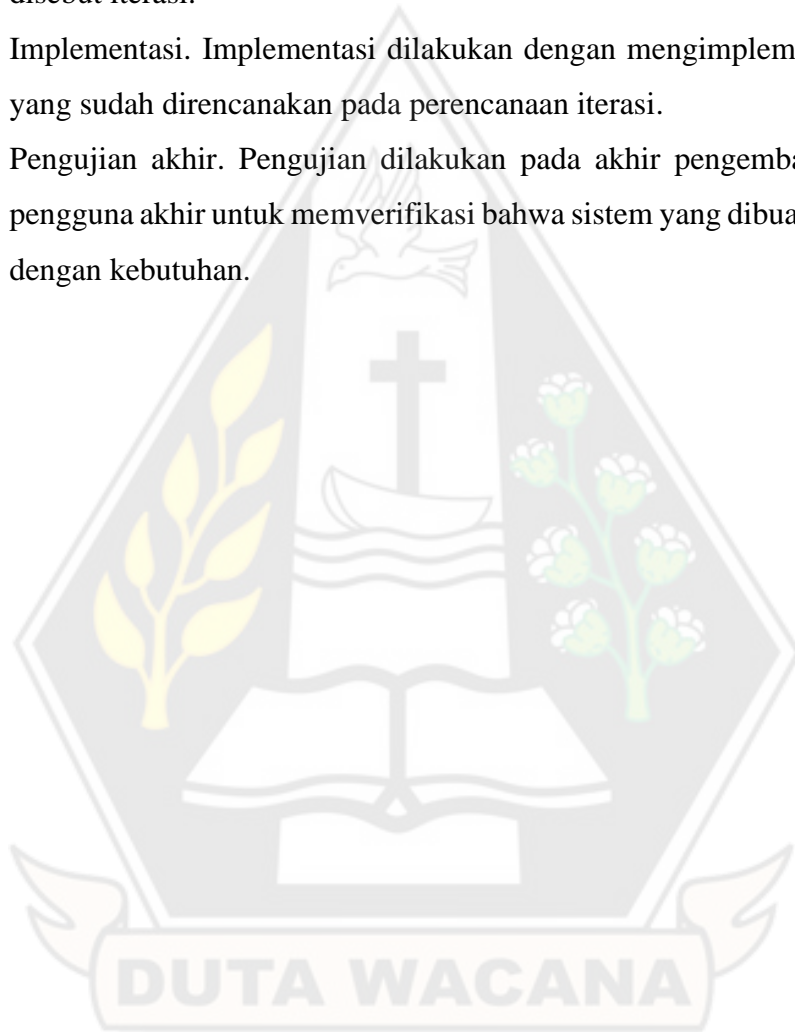 disebut iterasi.
Implementasi. Implementasi dilakukan dengan mengimplem
yang sudah direncanakan pada perencanaan iterasi.
Pengujian akhir. Pengujian dilakukan pada akhir pengemba
pengguna akhir untuk memverifikasi bahwa sistem yang dibua
dengan kebutuhan.
DUTA WACANA